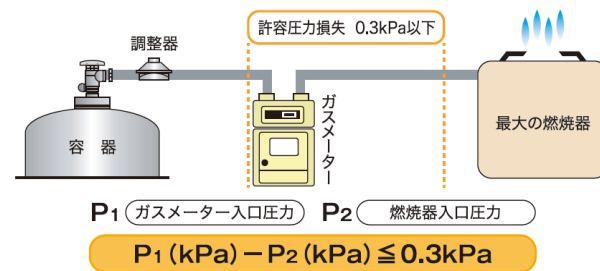 許容圧力損失 0.3kPa以下
調整器
ガスメーター
容 器
最大の燃焼器
P1 ガスメーター入口圧力 P2 燃焼器入口圧力
P1(kPa)−P2(kPa)≦0.3kPa